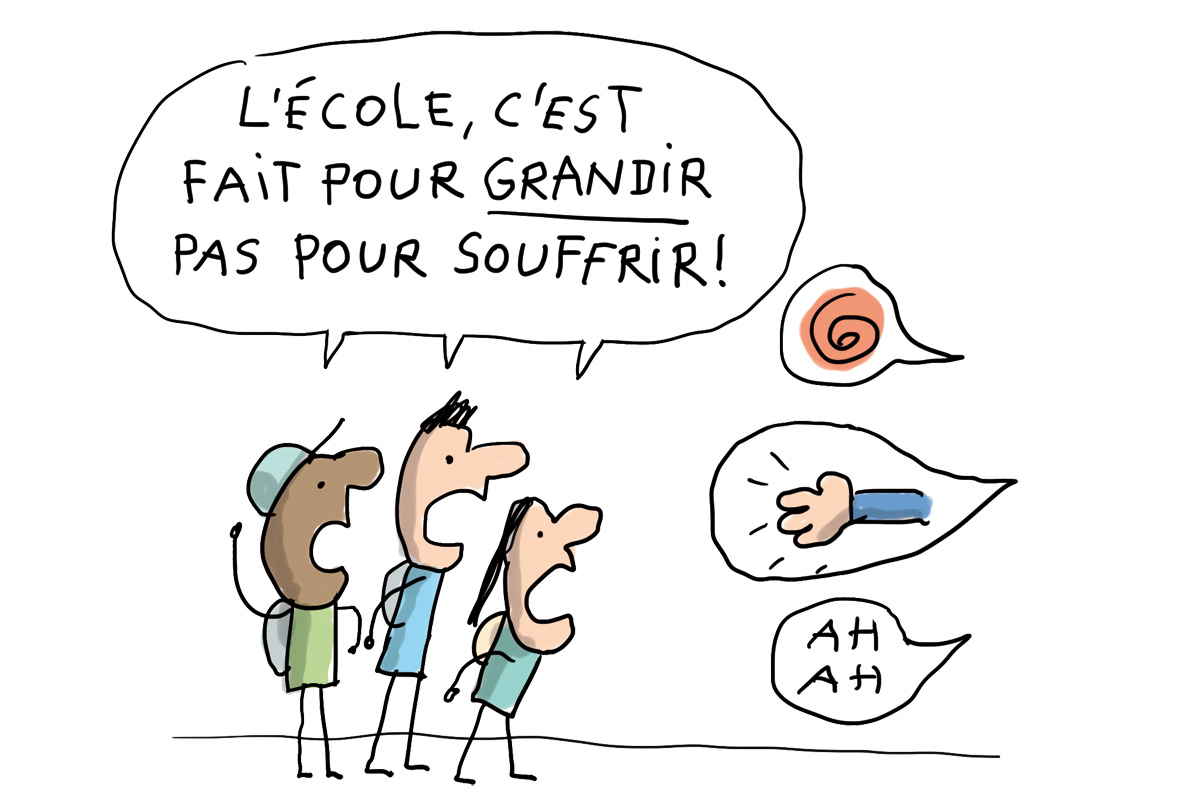 L'ÉCOLE, C'EST
FAiT POUR GRANDiR
PAS POUR SOUFFRiR!
AH
AH